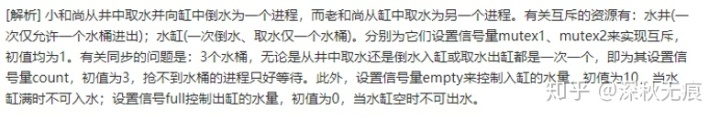 [解析] 小和尚从井中取水并向缸中倒水为一个进程，而老和尚从缸中取水为另一个进程。有关互斥的资源有：水井(一
次仅允许一个水桶进出)；水缸(一次倒水、取水仅一个水桶)。分别为它们设置信号量mutex1、mutex2来实现互斥，
初值均为1。有关同步的问题是：3个水桶，无论是从井中取水还是倒水入缸或取水出缸都是一次一个，即为其设置信
号量count，初值为3，抢不到水桶的进程只好等待。此外，设置信号量empty来控制入缸的水量，初值为10，当水
缸满时不可入水；设置信号full控制出缸的水量，初值为0，当水缸空时不可出水。
知乎 @深秋无痕